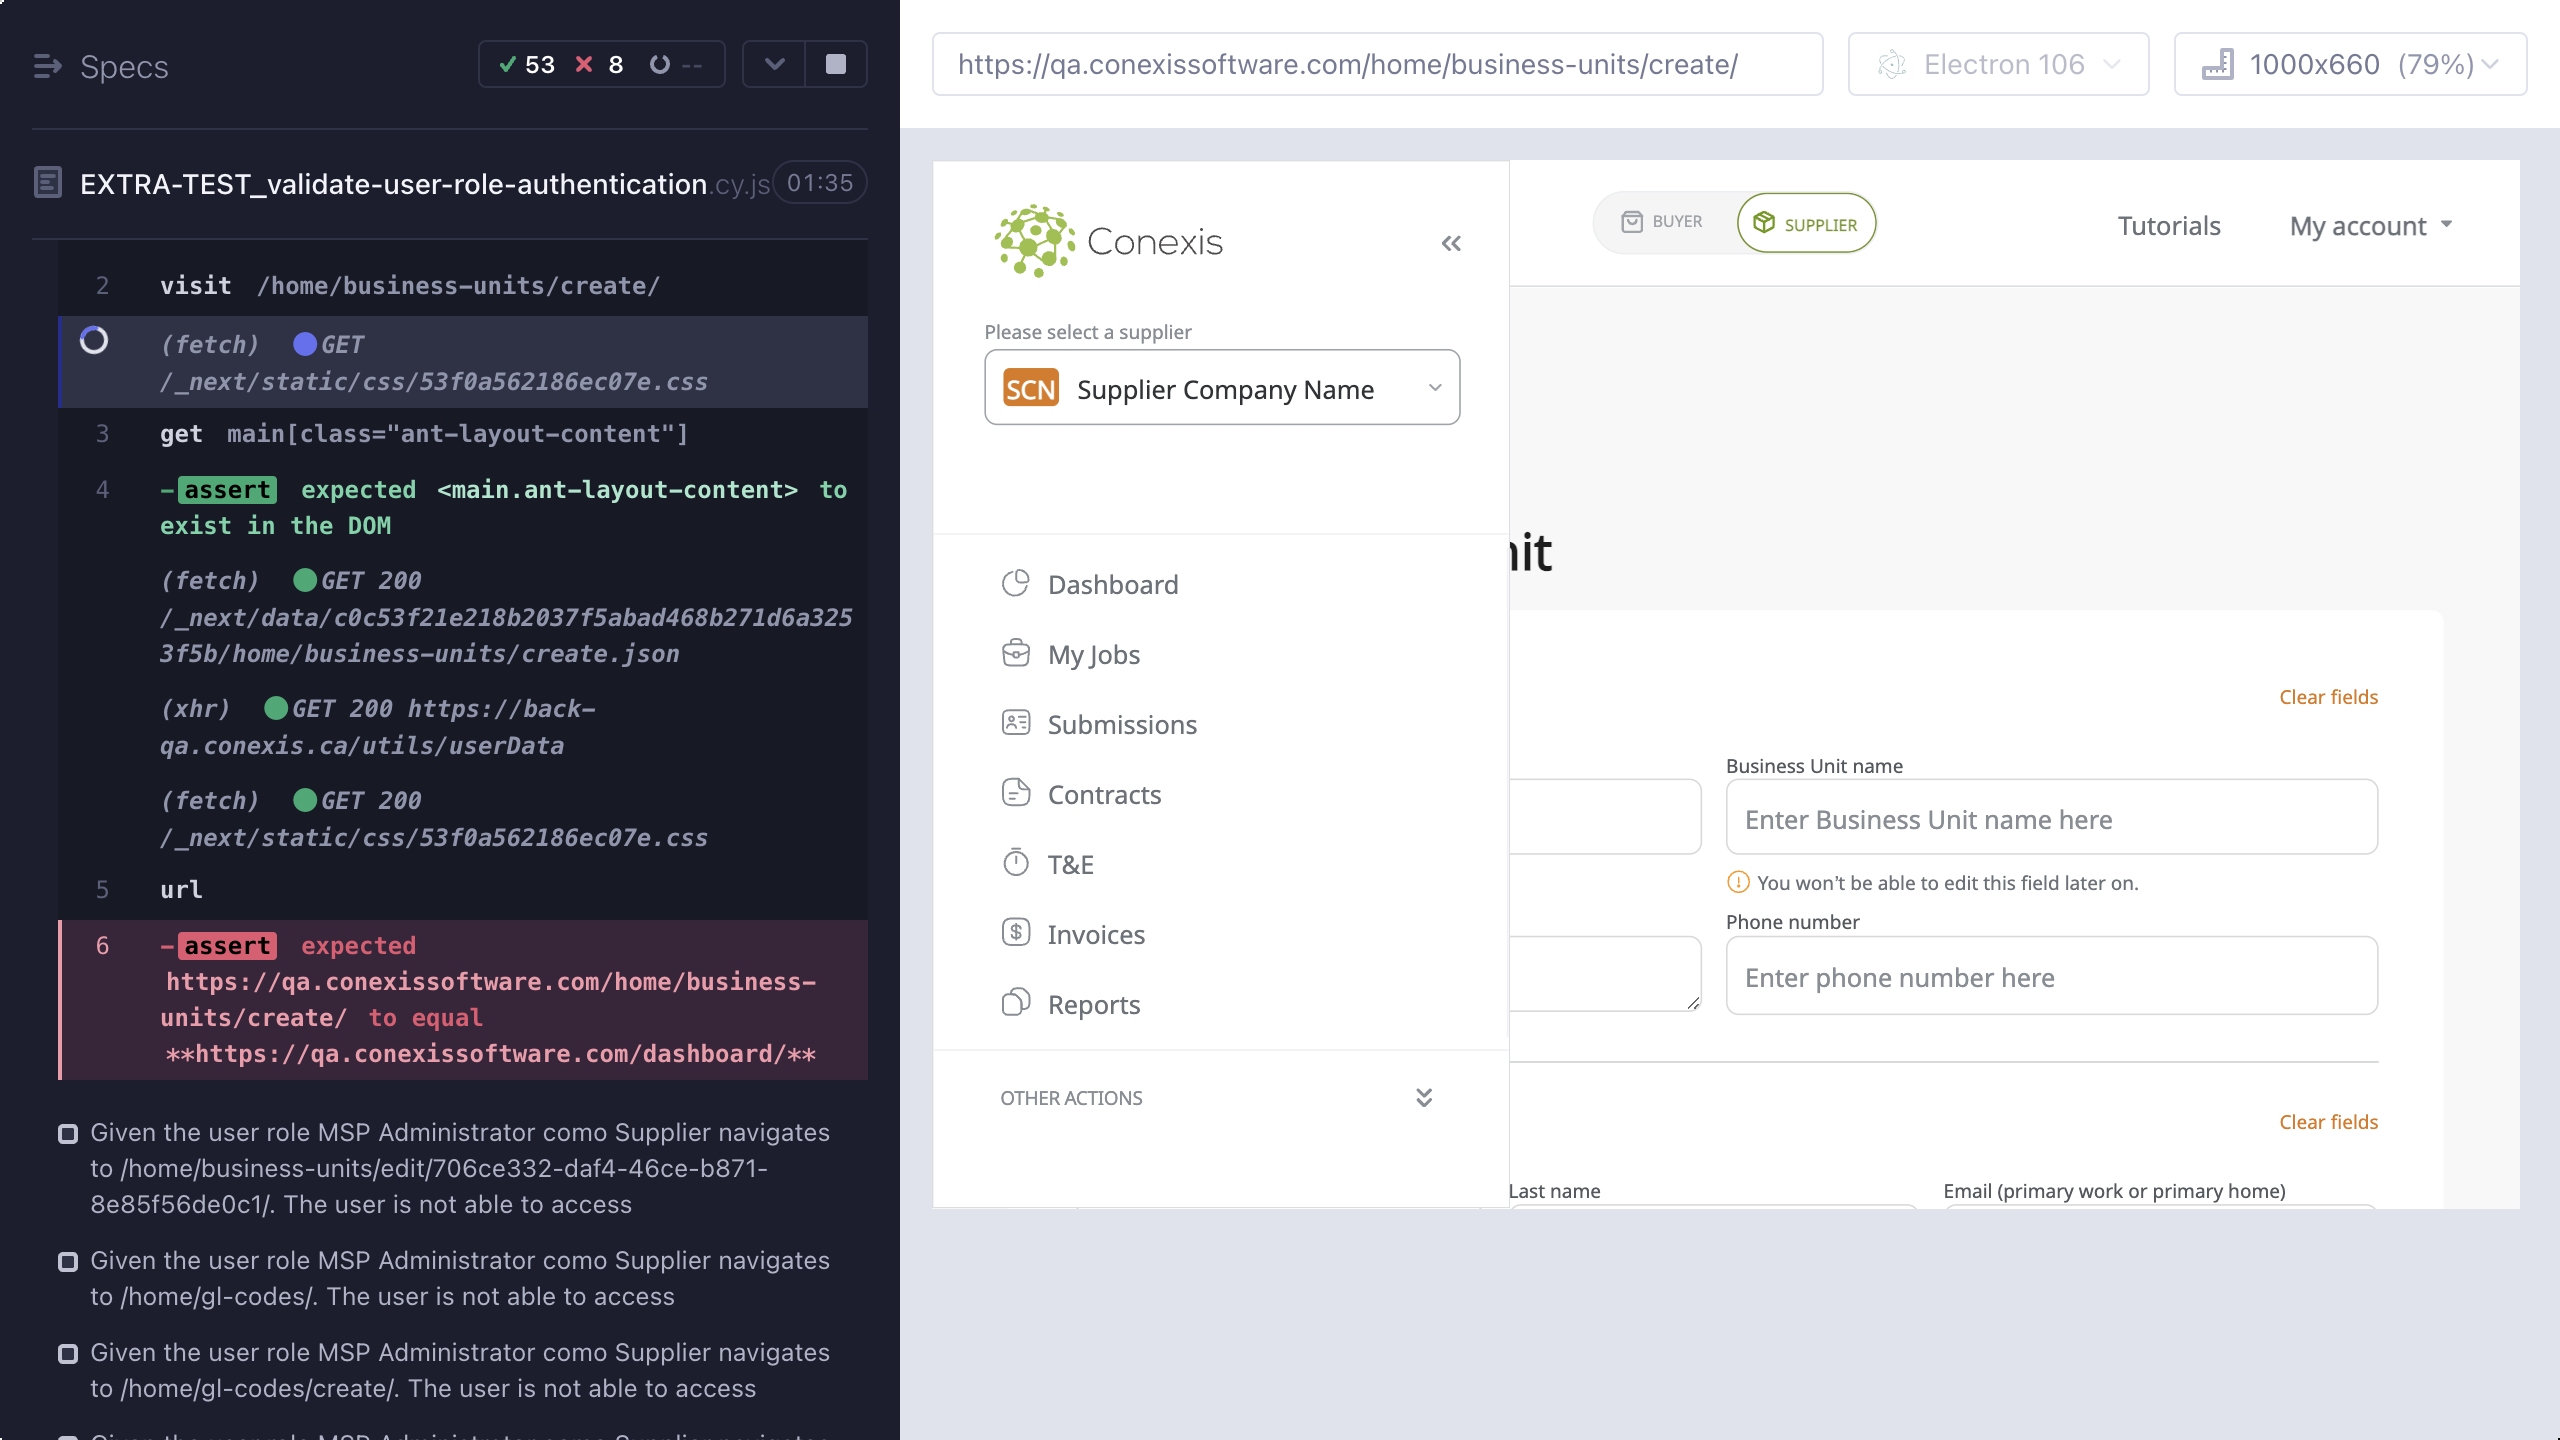 Specs
53 8 --
EXTRA-TEST_validate-user-role-authentication.cy.js 01:35
2 visit /home/business-units/create/
(fetch) GET
/_next/static/css/53f0a562186ec07e.css
3 get main[class="ant-layout-content"]
4 -assert expected <main.ant-layout-content> to
exist in the DOM
(fetch) GET 200
/_next/data/c0c53f21e218b2037f5abad468b271d6a325
3f5b/home/business-units/create.json
(xhr) GET 200 https://back-
qa.conexis.ca/utils/userData
(fetch) GET 200
/_next/static/css/53f0a562186ec07e.css
5 url
6 -assert expected
https://qa.conexissoftware.com/home/business-
units/create/ to equal
**https://qa.conexissoftware.com/dashboard/**
Given the user role MSP Administrator como Supplier navigates
to /home/business-units/edit/706ce332-daf4-46ce-b871-
8e85f56de0c1/. The user is not able to access
Given the user role MSP Administrator como Supplier navigates
to /home/gl-codes/. The user is not able to access
Given the user role MSP Administrator como Supplier navigates
to /home/gl-codes/create/. The user is not able to access
https://qa.conexissoftware.com/home/business-units/create/
Electron 106
1000x660 (79%)
Conexis
BUYER
SUPPLIER
Tutorials
My account
Please select a supplier
SCN Supplier Company Name
Dashboard
My Jobs
Submissions
Contracts
T&E
Invoices
Reports
OTHER ACTIONS
nit
Clear fields
Business Unit name
Enter Business Unit name here
You won't be able to edit this field later on.
Phone number
Enter phone number here
Clear fields
Last name
Email (primary work or primary home)